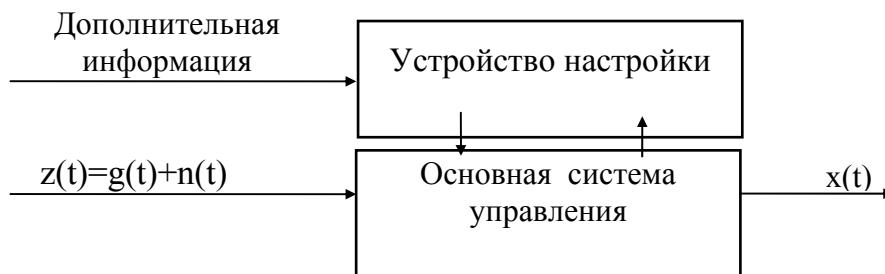 Дополнительная
информация
Устройство настройки
z(t)=g(t)+n(t)
Основная система
управления
x(t)